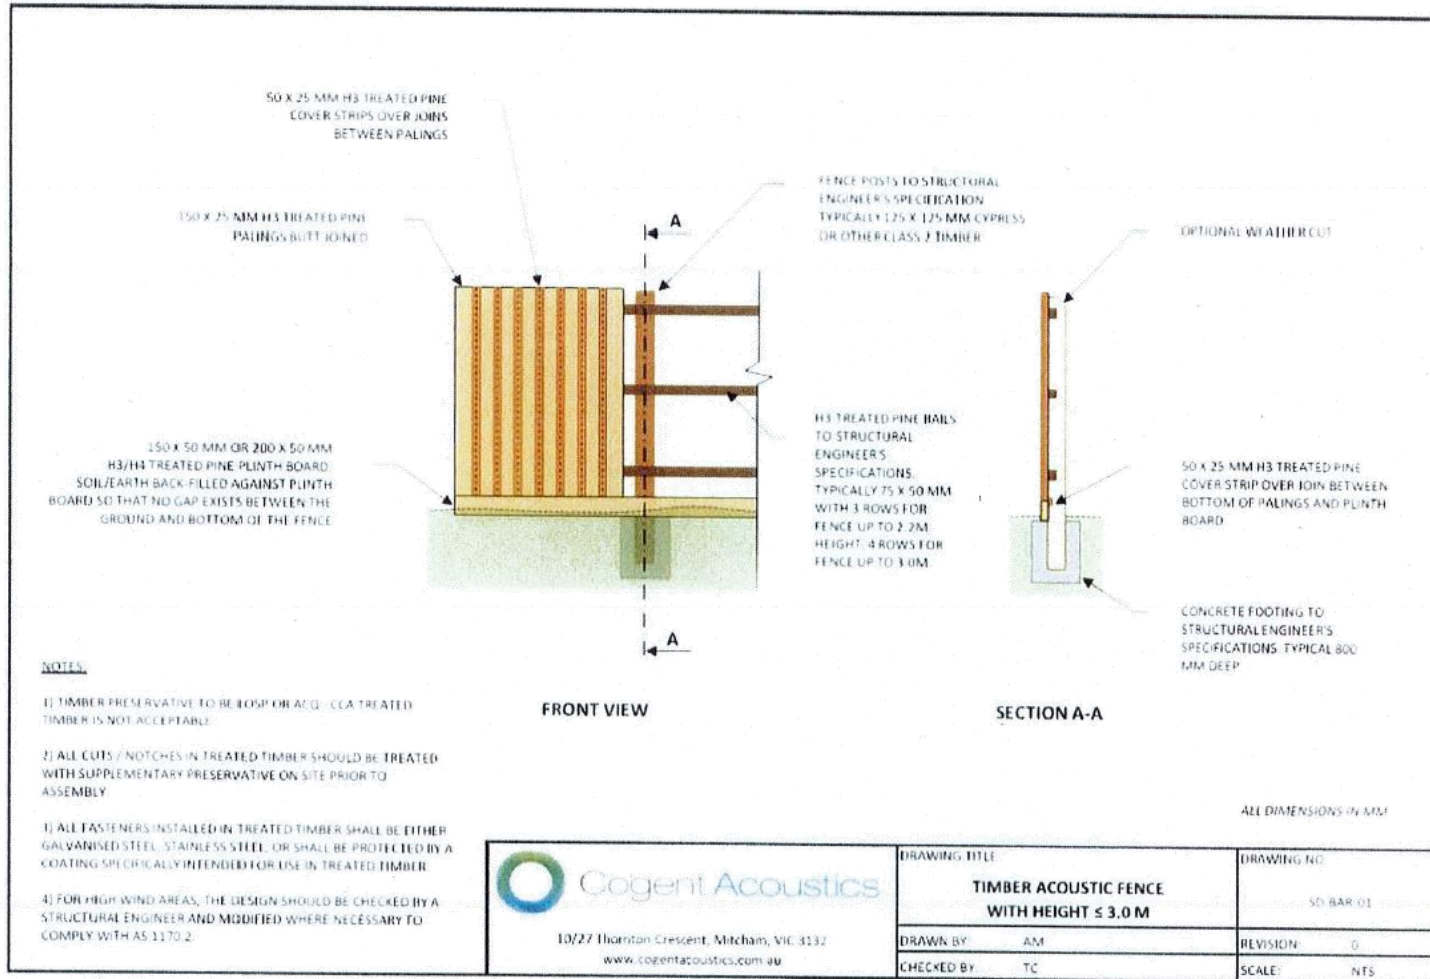 50 X 25 MM H3 TREATED PINE
COVER STRIPS OVER JOINS
BETWEEN PALINGS
150 X 25 MM H3 TREATED PINE
PALINGS BUTT JOINED
150 X 50 MM OR 200 X 50 MM
H3/H4 TREATED PINE PLINTH BOARD
SOIL/EARTH BACK-FILLED AGAINST PLINTH
BOARD SO THAT NO GAP EXISTS BETWEEN THE
GROUND AND BOTTOM OF THE FENCE
A
FENCE POSTS TO STRUCTURAL
ENGINEER'S SPECIFICATION
TYPICALLY 125 X 125 MM CYPRESS
OR OTHER CLASS 2 TIMBER
H3 TREATED PINE RAILS
TO STRUCTURAL
ENGINEER'S
SPECIFICATIONS.
TYPICALLY 75 X 50 MM
WITH 3 ROWS FOR
FENCE UP TO 2.2M
HEIGHT. 4 ROWS FOR
FENCE UP TO 3.0M
A
OPTIONAL WEATHER CUT
50 X 25 MM H3 TREATED PINE
COVER STRIP OVER JOIN BETWEEN
BOTTOM OF PALINGS AND PLINTH
BOARD
CONCRETE FOOTING TO
STRUCTURAL ENGINEER'S
SPECIFICATIONS. TYPICAL 800
MM DEEP
FRONT VIEW
SECTION A-A
NOTES:
1) TIMBER PRESERVATIVE TO BE LOSP OR ACQ. CCA TREATED
TIMBER IS NOT ACCEPTABLE
2) ALL CUTS / NOTCHES IN TREATED TIMBER SHOULD BE TREATED
WITH SUPPLEMENTARY PRESERVATIVE ON SITE PRIOR TO
ASSEMBLY
3) ALL FASTENERS INSTALLED IN TREATED TIMBER SHALL BE EITHER
GALVANISED STEEL, STAINLESS STEEL, OR SHALL BE PROTECTED BY A
COATING SPECIFICALLY INTENDED FOR USE IN TREATED TIMBER
4) FOR HIGH WIND AREAS, THE DESIGN SHOULD BE CHECKED BY A
STRUCTURAL ENGINEER AND MODIFIED WHERE NECESSARY TO
COMPLY WITH AS 1170.2
ALL DIMENSIONS IN MM
Cogent Acoustics
10/27 Thornton Crescent, Mitcham, VIC 3132
www.cogentacoustics.com.au
DRAWING TITLE
TIMBER ACOUSTIC FENCE
WITH HEIGHT ≤ 3.0 M
DRAWN BY: AM
CHECKED BY: TC
DRAWING NO
SD-BAR-01
REVISION: 0
SCALE: NTS